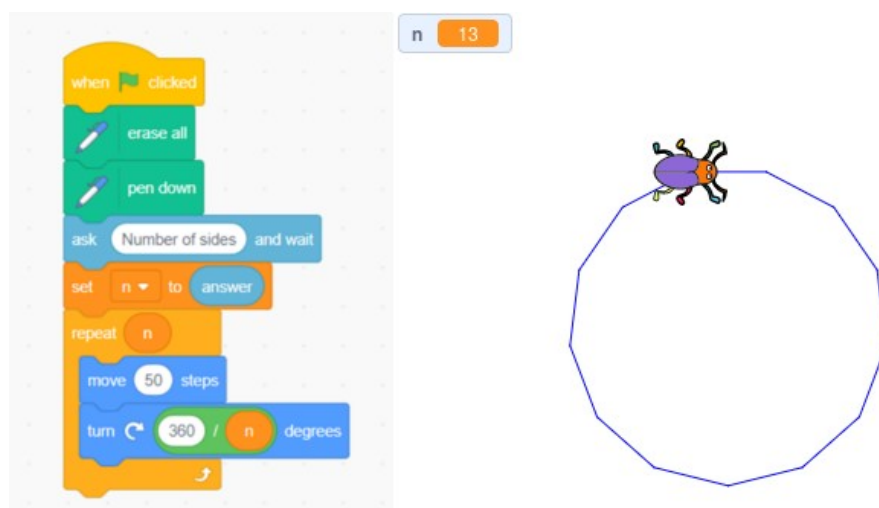 when clicked
erase all
pen down
ask Number of sides and wait
set n to answer
repeat n
move 50 steps
turn 360 / n degrees
n 13